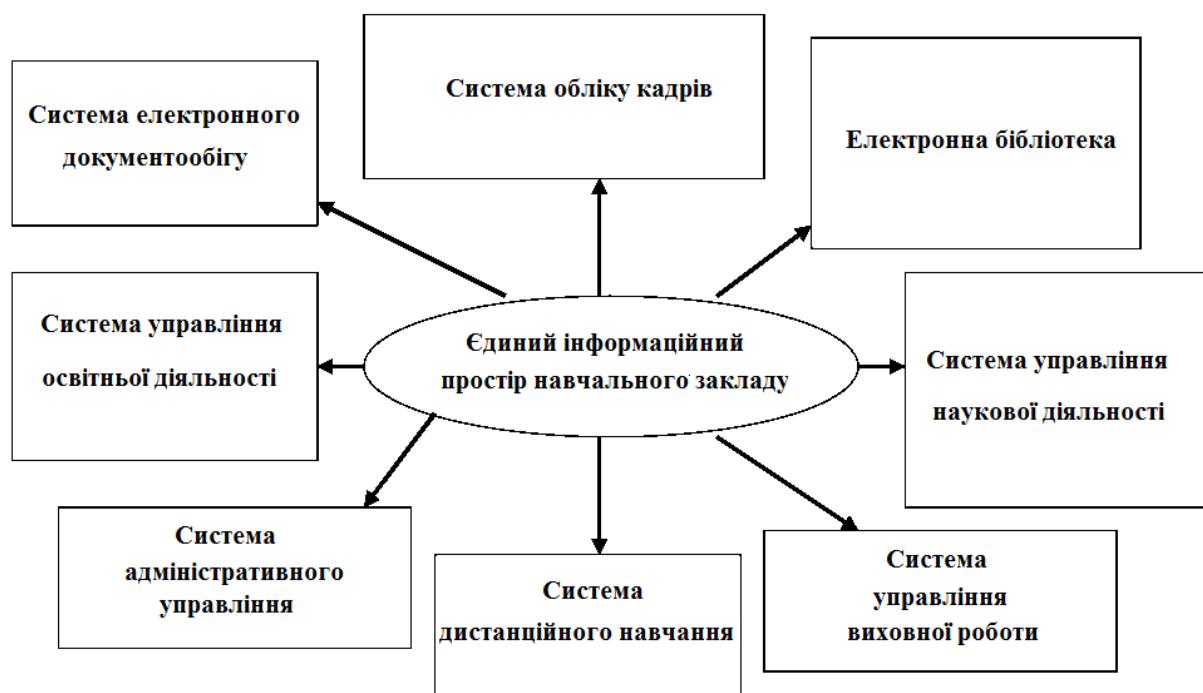 Система обліку кадрів
Система електронного
документообігу
Електронна бібліотека
Система управління
освітньої діяльності
Єдиний інформаційний
простір навчального закладу
Система управління
наукової діяльності
Система
адміністративного
управління
Система
дистанційного навчання
Система
управління
виховної роботи